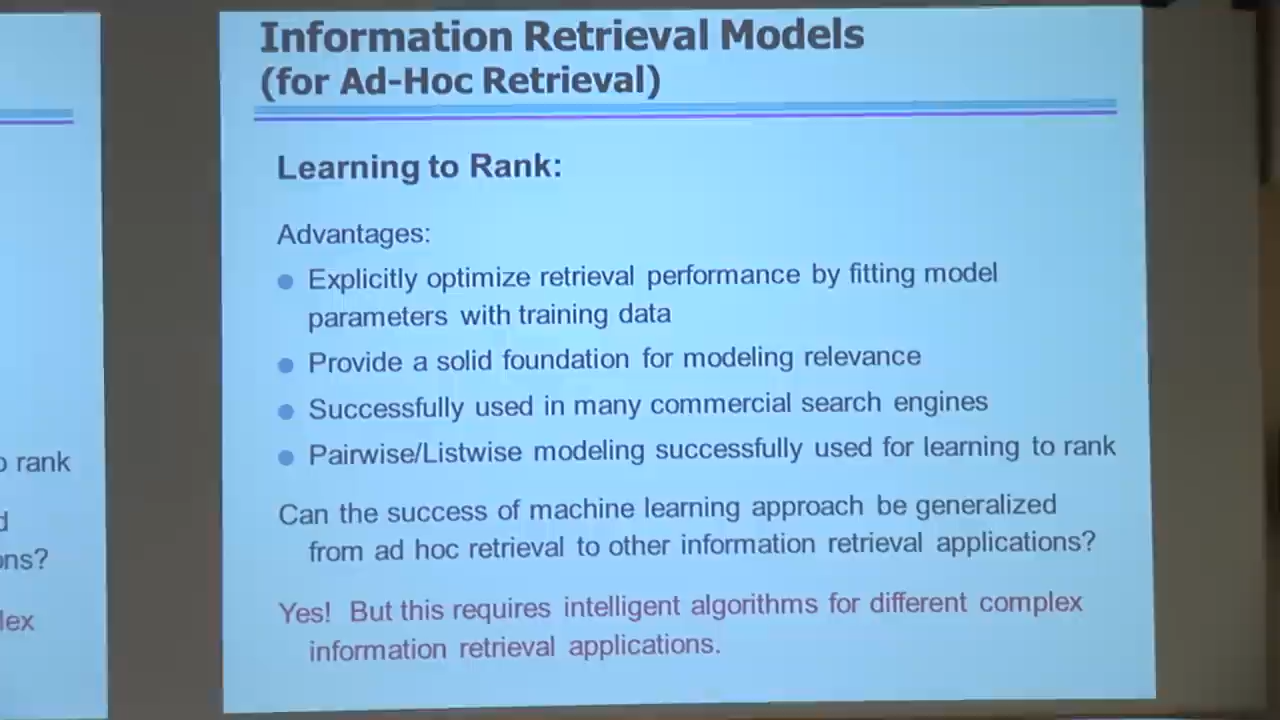 Information Retrieval Models
(for Ad-Hoc Retrieval)
Learning to Rank:
Advantages:
Explicitly optimize retrieval performance by fitting model
parameters with training data
Provide a solid foundation for modeling relevance
Successfully used in many commercial search engines
Pairwise/Listwise modeling successfully used for learning to rank
Can the success of machine learning approach be generalized
from ad hoc retrieval to other information retrieval applications?
Yes! But this requires intelligent algorithms for different complex
information retrieval applications.
rank